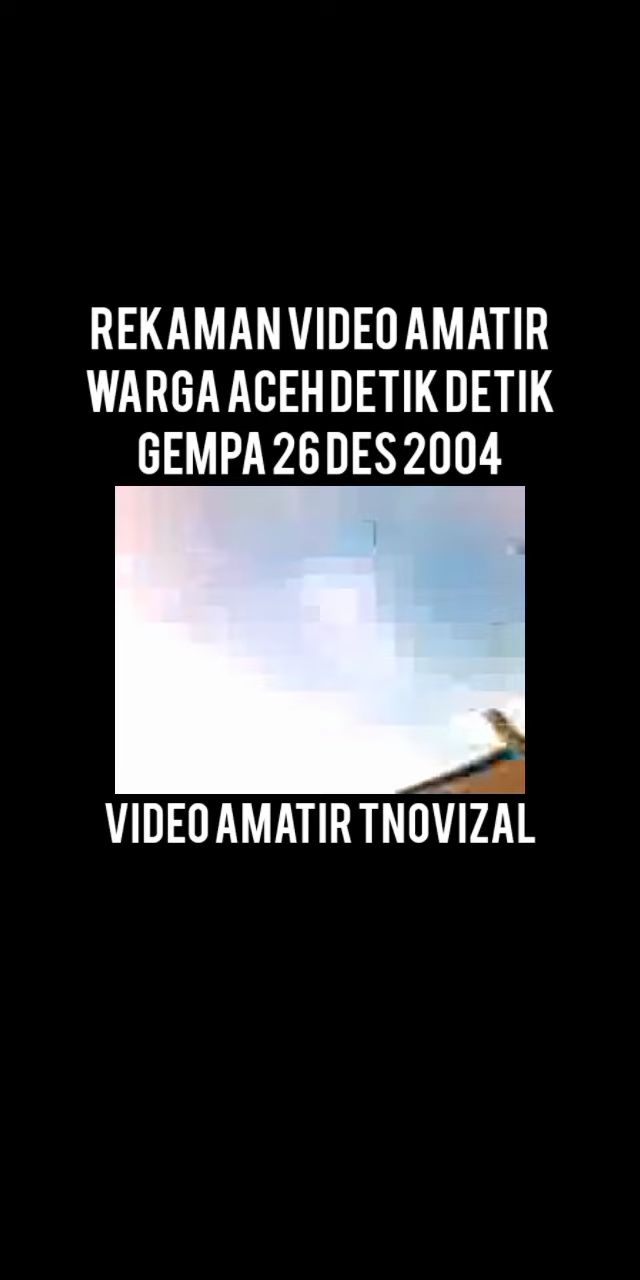 REKAMAN VIDEO AMATIR
WARGA ACEH DETIK DETIK
GEMPA 26 DES 2004
VIDEO AMATIR TNOVIZAL